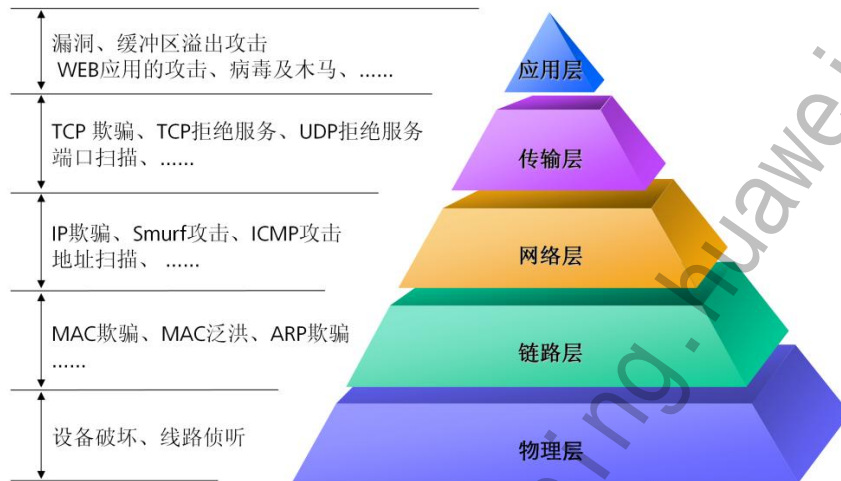 漏洞、缓冲区溢出攻击
WEB应用的攻击、病毒及木马、……
应用层
TCP 欺骗、TCP拒绝服务、UDP拒绝服务
端口扫描、……
传输层
IP欺骗、Smurf攻击、ICMP攻击
地址扫描、 ……
网络层
MAC欺骗、MAC泛洪、ARP欺骗
……
链路层
设备破坏、线路侦听
物理层
ing.huawei